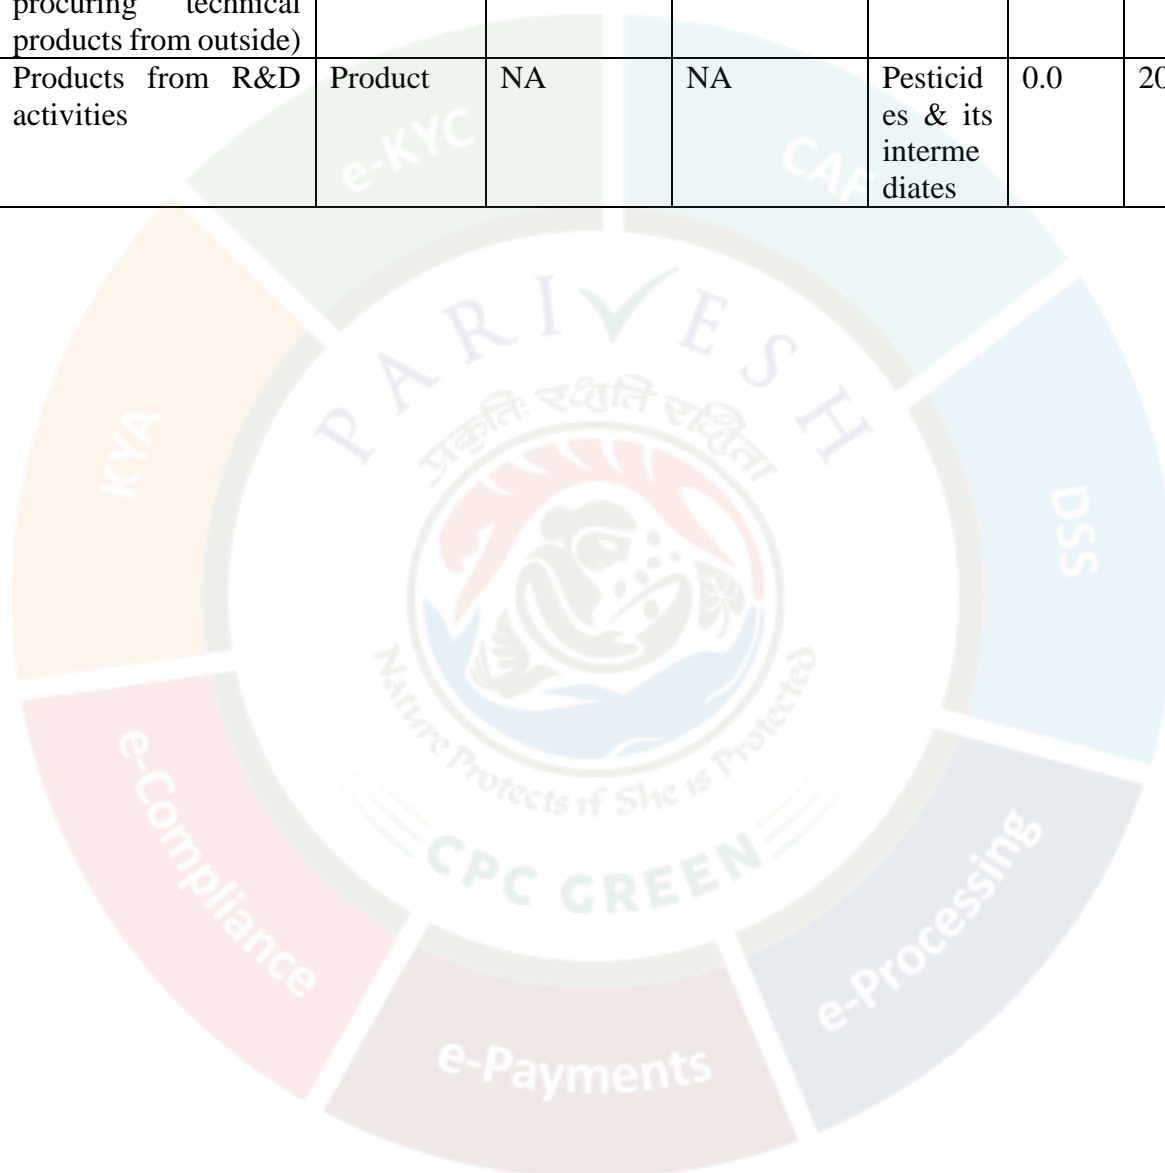 procuring technical
products from outside)
Products from R&D activities Product NA NA Pesticid es & its interme diates 0.0 20
e-KYC
CAF
KYA
DSS
PARIVESH
प्रकृतिः रक्षति रक्षिता
Nature Protects if She is Protected
CPC GREEN
e-Compliance
e-Processing
e-Payments